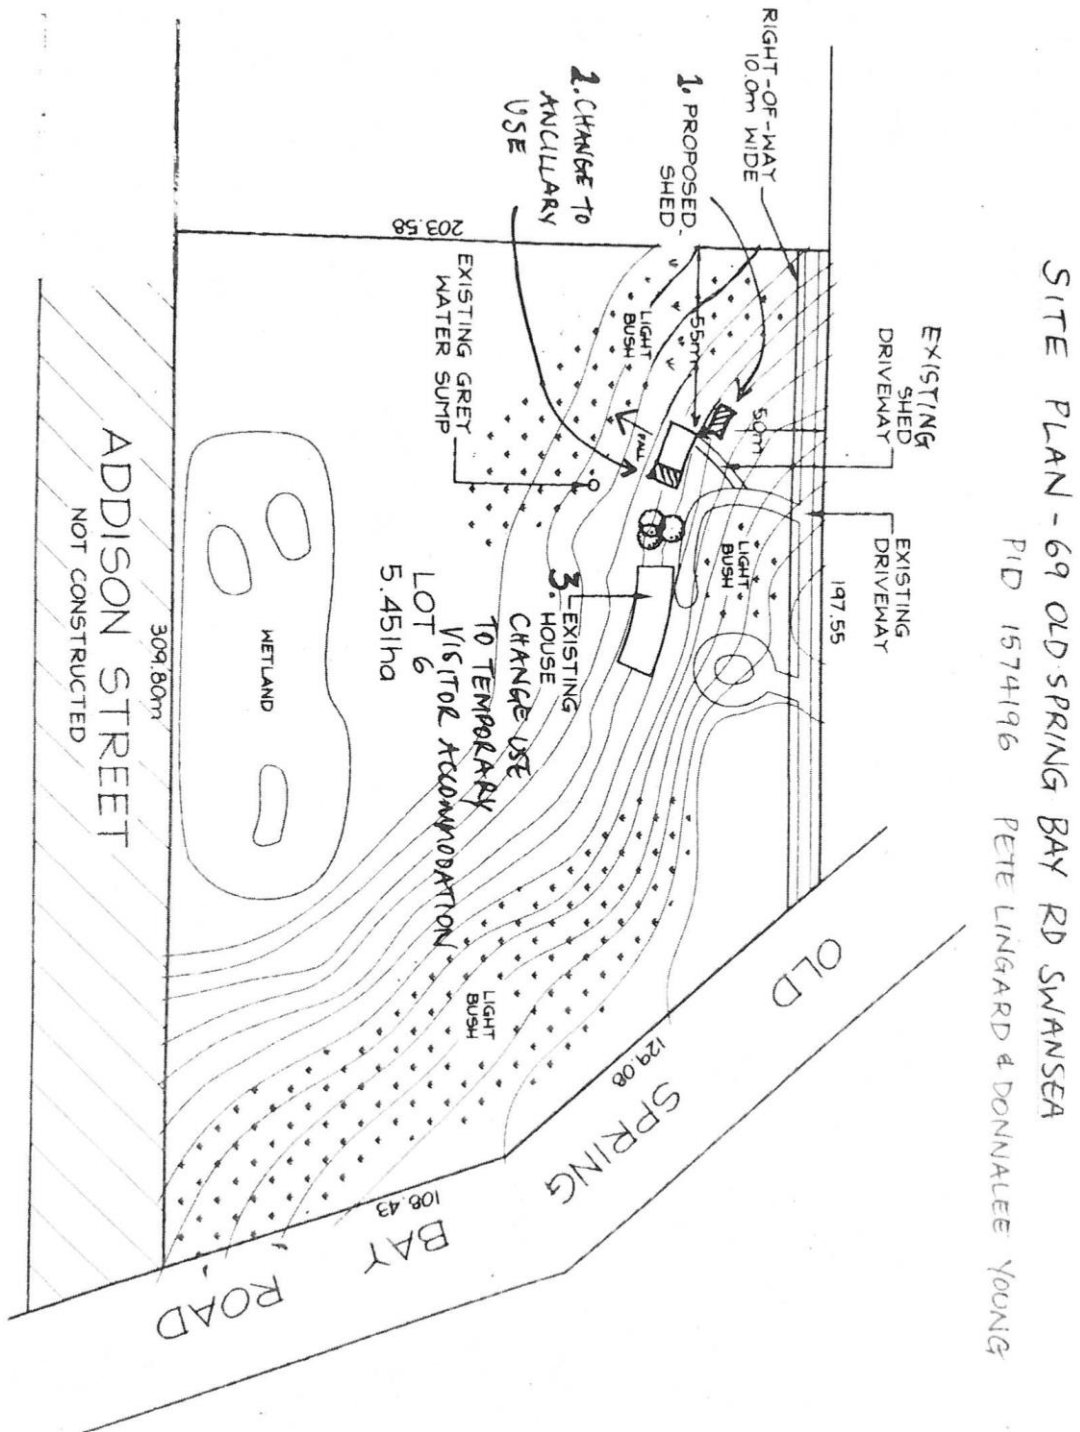 SITE PLAN - 69 OLD SPRING BAY RD SWANSEA
PID 1574196 PETE LINGARD & DONNALEE YOUNG
RIGHT-OF-WAY
10.0m WIDE
1. PROPOSED
SHED
2. CHANGE TO
ANCILLARY
USE
EXISTING
SHED
DRIVEWAY
EXISTING
DRIVEWAY
197.55
203.58
55m
50m
LIGHT
BUSH
FALL
LIGHT
BUSH
EXISTING GREY
WATER SUMP
3. EXISTING
HOUSE
CHANGE USE
TO TEMPORARY
VISITOR ACCOMMODATION
LOT 6
5.451ha
WETLAND
LIGHT
BUSH
309.80m
ADDISON STREET
NOT CONSTRUCTED
129.08
108.43
OLD
SPRING
BAY
ROAD